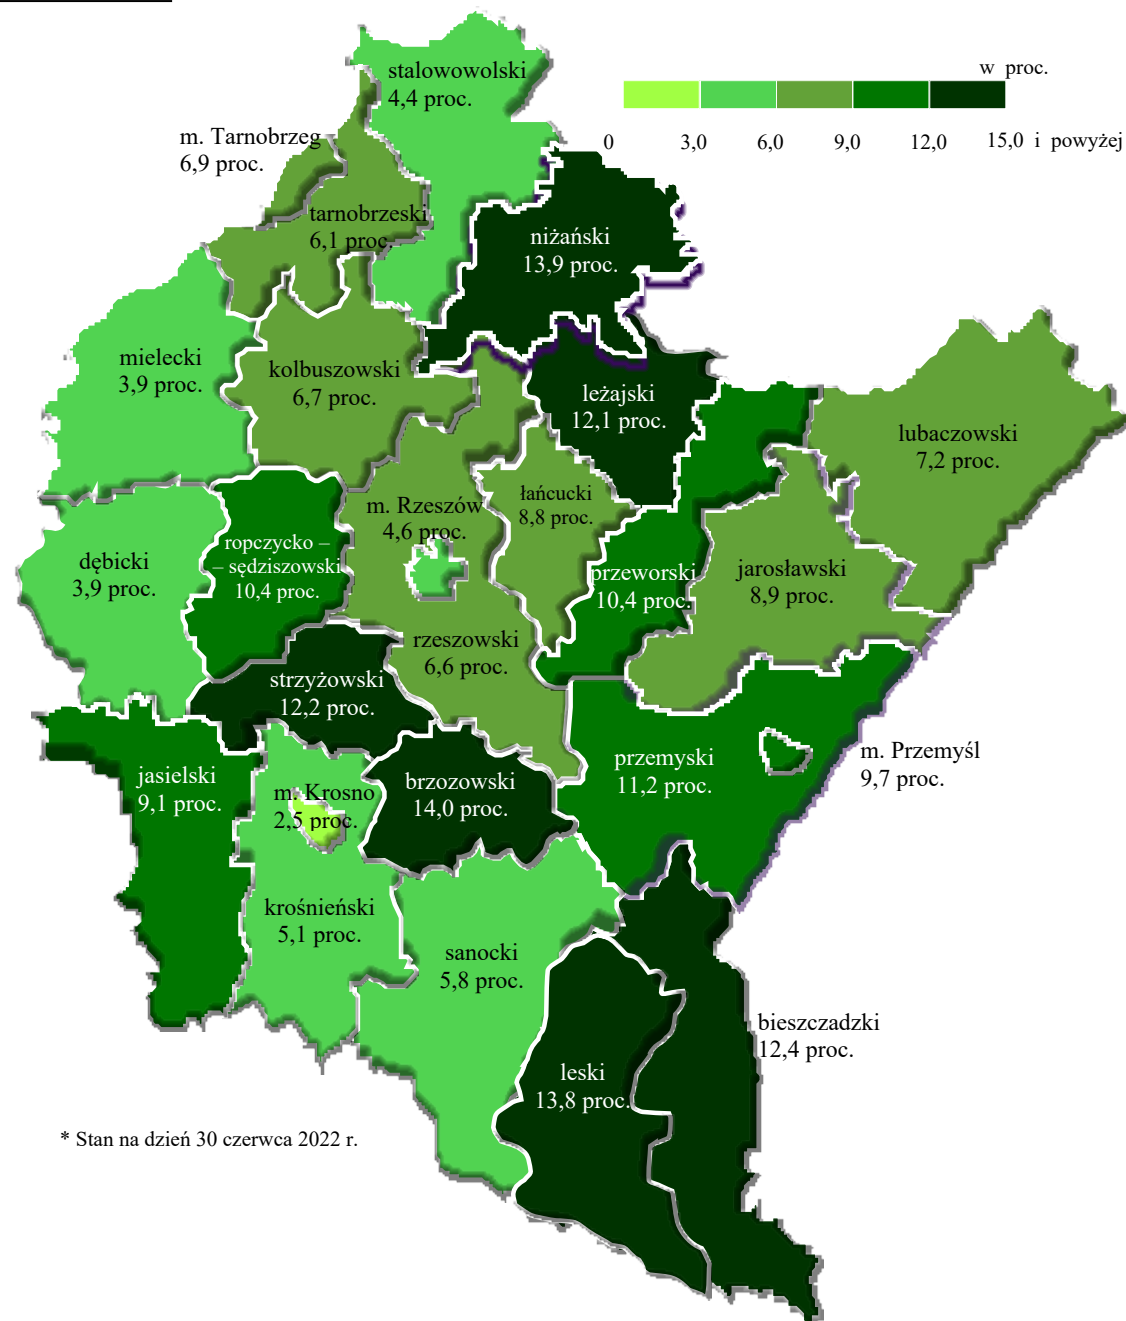 stalowowolski
4,4 proc.
w proc.
0 3,0 6,0 9,0 12,0 15,0 i powyżej
m. Tarnobrzeg
6,9 proc.
tarnobrzeski
6,1 proc.
niżański
13,9 proc.
mielecki
3,9 proc.
kolbuszowski
6,7 proc.
leżajski
12,1 proc.
lubaczowski
7,2 proc.
m. Rzeszów
4,6 proc.
łańcucki
8,8 proc.
dębicki
3,9 proc.
ropczycko –
– sędziszowski
10,4 proc.
przeworski
10,4 proc.
jarosławski
8,9 proc.
rzeszowski
6,6 proc.
strzyżowski
12,2 proc.
jasielski
9,1 proc.
m. Krosno
2,5 proc.
brzozowski
14,0 proc.
przemyski
11,2 proc.
m. Przemyśl
9,7 proc.
krośnieński
5,1 proc.
sanocki
5,8 proc.
bieszczadzki
12,4 proc.
leski
13,8 proc.
* Stan na dzień 30 czerwca 2022 r.